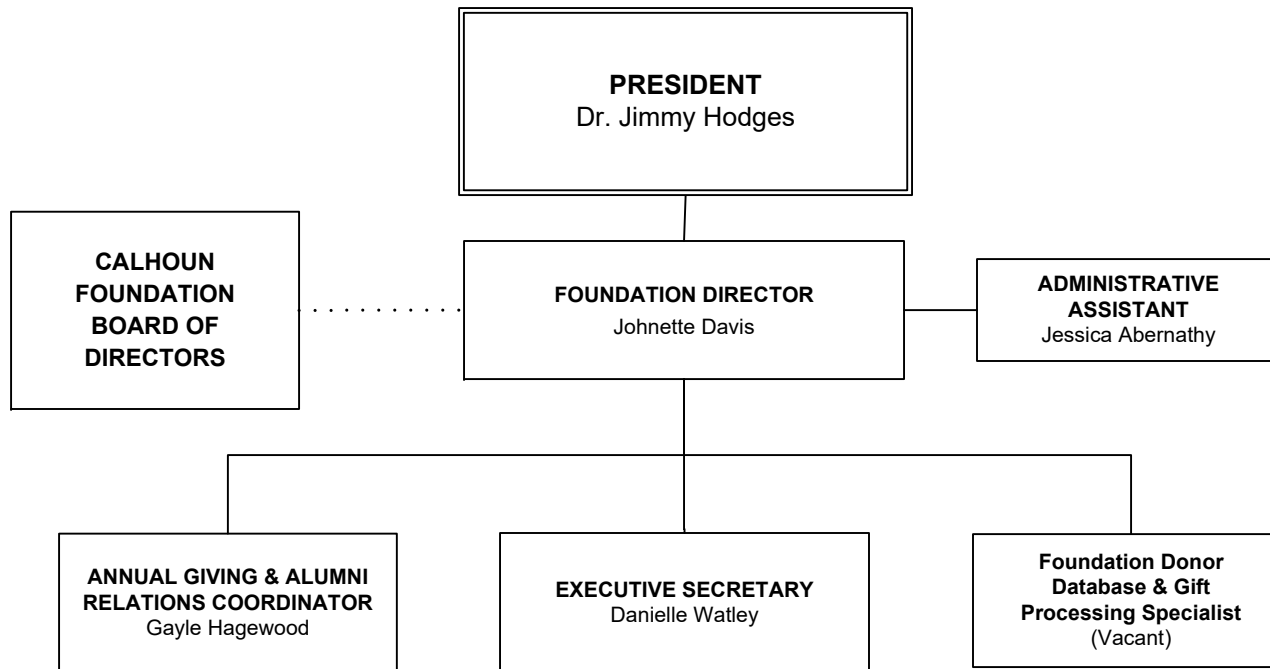 PRESIDENT
Dr. Jimmy Hodges
CALHOUN
FOUNDATION
BOARD OF
DIRECTORS
FOUNDATION DIRECTOR
Johnette Davis
ADMINISTRATIVE
ASSISTANT
Jessica Abernathy
ANNUAL GIVING & ALUMNI
RELATIONS COORDINATOR
Gayle Hagewood
EXECUTIVE SECRETARY
Danielle Watley
Foundation Donor
Database & Gift
Processing Specialist
(Vacant)